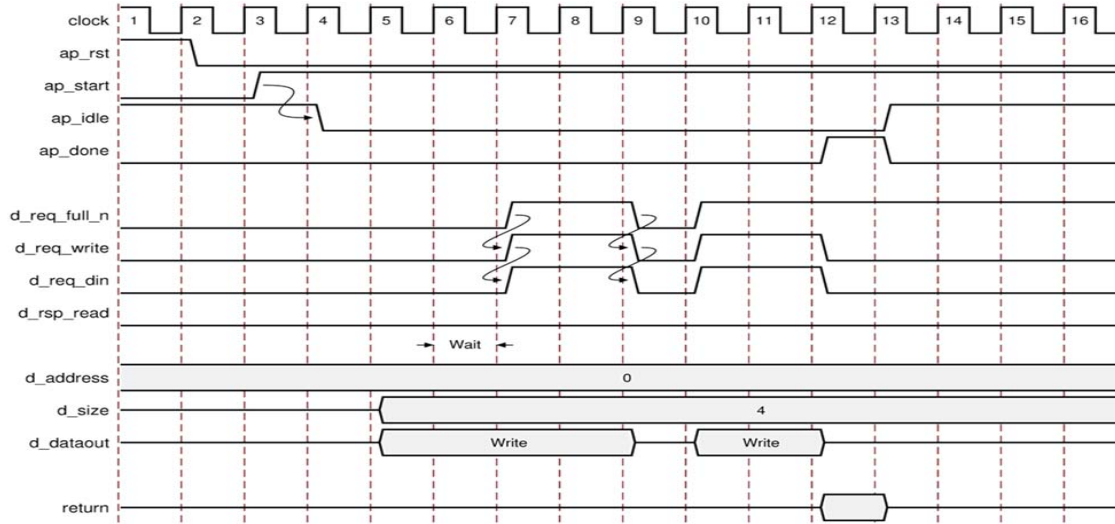 clock 1 2 3 4 5 6 7 8 9 10 11 12 13 14 15 16
ap_rst
ap_start
ap_idle
ap_done
d_req_full_n
d_req_write
d_req_din
d_rsp_read
Wait
d_address 0
d_size 4
d_dataout Write Write
return